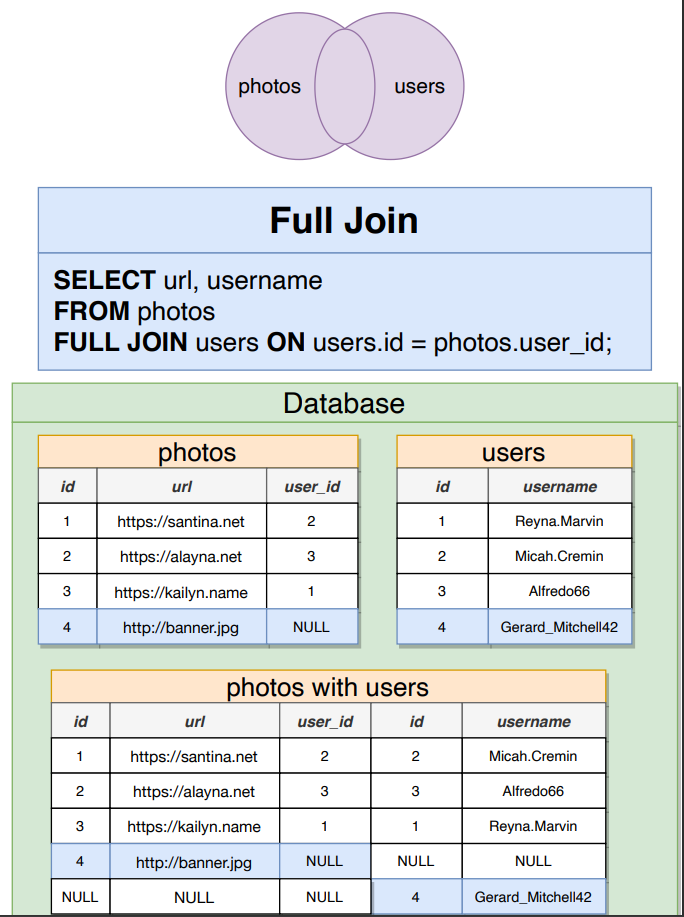 photos users
Full Join
SELECT url, username
FROM photos
FULL JOIN users ON users.id = photos.user_id;
Database
photos
id url user_id
1 https://santina.net 2
2 https://alayna.net 3
3 https://kailyn.name 1
4 http://banner.jpg NULL
users
id username
1 Reyna.Marvin
2 Micah.Cremin
3 Alfredo66
4 Gerard_Mitchell42
photos with users
id url user_id id username
1 https://santina.net 2 2 Micah.Cremin
2 https://alayna.net 3 3 Alfredo66
3 https://kailyn.name 1 1 Reyna.Marvin
4 http://banner.jpg NULL NULL NULL
NULL NULL NULL 4 Gerard_Mitchell42